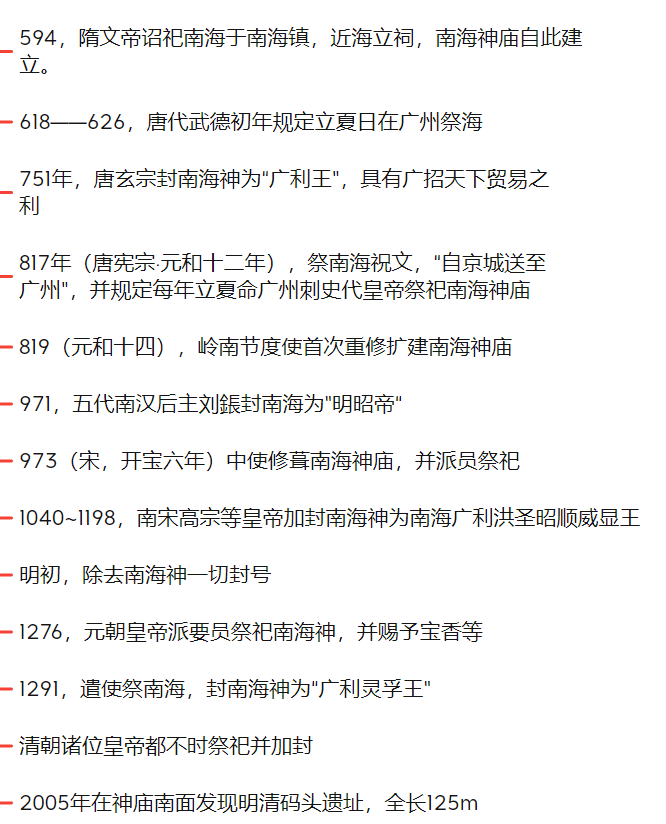 594，隋文帝诏祀南海于南海镇，近海立祠，南海神庙自此建
立。
618——626，唐代武德初年规定立夏日在广州祭海
751年，唐玄宗封南海神为"广利王"，具有广招天下贸易之
利
817年（唐宪宗·元和十二年），祭南海祝文，"自京城送至
广州"，并规定每年立夏命广州刺史代皇帝祭祀南海神庙
819（元和十四），岭南节度使首次重修扩建南海神庙
971，五代南汉后主刘鋹封南海为"明昭帝"
973（宋，开宝六年）中使修葺南海神庙，并派员祭祀
1040~1198，南宋高宗等皇帝加封南海神为南海广利洪圣昭顺威显王
明初，除去南海神一切封号
1276，元朝皇帝派要员祭祀南海神，并赐予宝香等
1291，遣使祭南海，封南海神为"广利灵孚王"
清朝诸位皇帝都不时祭祀并加封
2005年在神庙南面发现明清码头遗址，全长125m